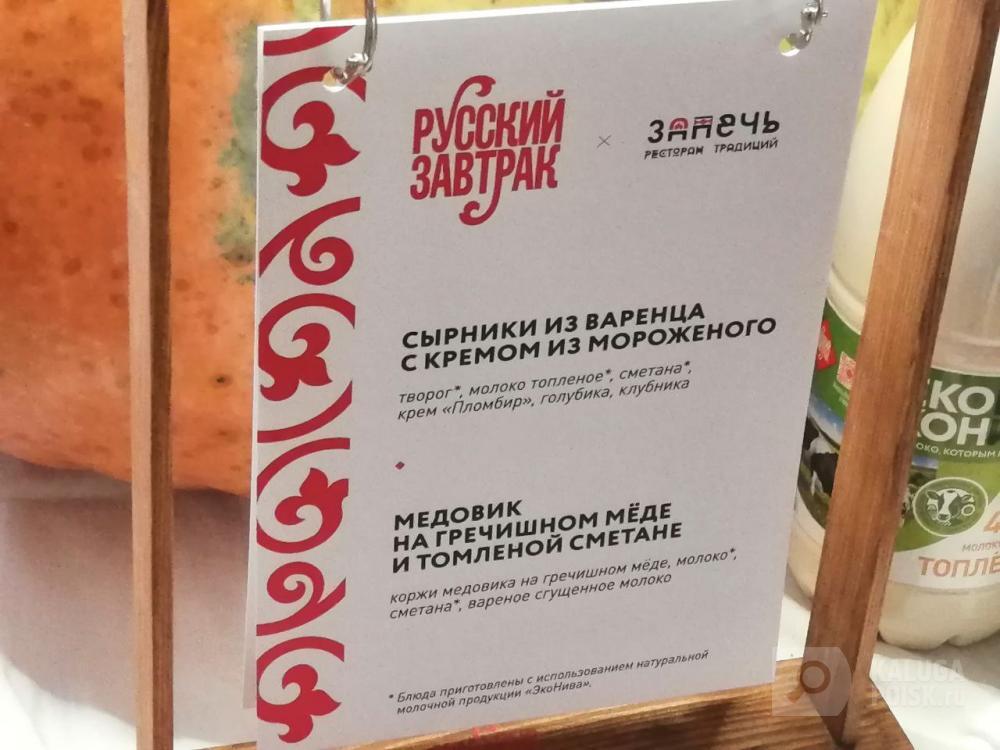 РУССКИЙ
ЗАВТРАК
×
ЗАПЕЧЬ
РЕСТОРАН ТРАДИЦИЙ
СЫРНИКИ ИЗ ВАРЕНЦА
С КРЕМОМ ИЗ МОРОЖЕНОГО
творог*, молоко топленое*, сметана*,
крем «Пломбир», голубика, клубника
МЕДОВИК
НА ГРЕЧИШНОМ МЁДЕ
И ТОМЛЕНОЙ СМЕТАНЕ
коржи медовика на гречишном мёде, молоко*,
сметана*, вареное сгущенное молоко
* Блюда приготовлены с использованием натуральной
молочной продукции «ЭкоНива».
KALUGA
POISK.ru